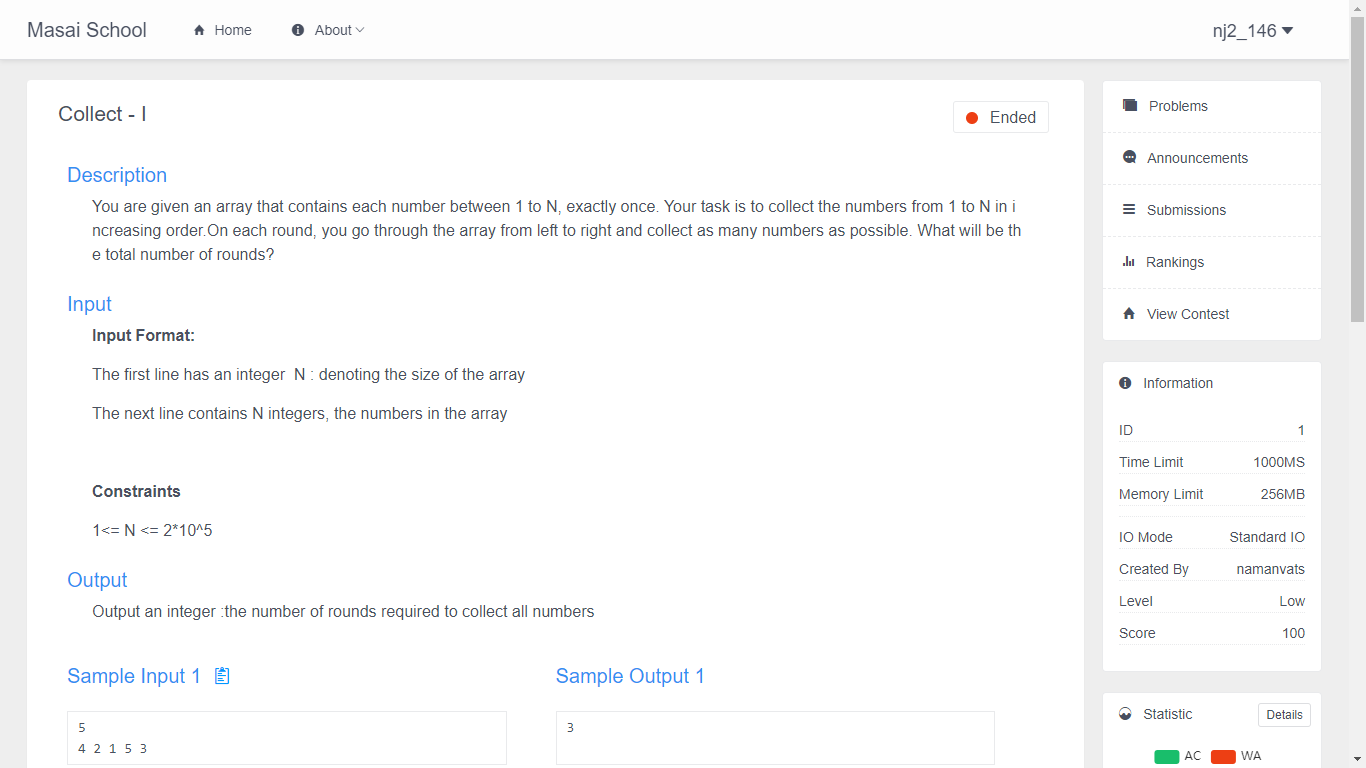 Masai School
Home
About
nj2_146
Collect - I
Ended
Description
You are given an array that contains each number between 1 to N, exactly once. Your task is to collect the numbers from 1 to N in i
ncreasing order.On each round, you go through the array from left to right and collect as many numbers as possible. What will be th
e total number of rounds?
Input
Input Format:
The first line has an integer  N : denoting the size of the array
The next line contains N integers, the numbers in the array
Constraints
1<= N <= 2*10^5
Output
Output an integer :the number of rounds required to collect all numbers
Sample Input 1
5
4 2 1 5 3
Sample Output 1
3
Problems
Announcements
Submissions
Rankings
View Contest
Information
ID 1
Time Limit 1000MS
Memory Limit 256MB
IO Mode Standard IO
Created By namanvats
Level Low
Score 100
Statistic
Details
AC WA